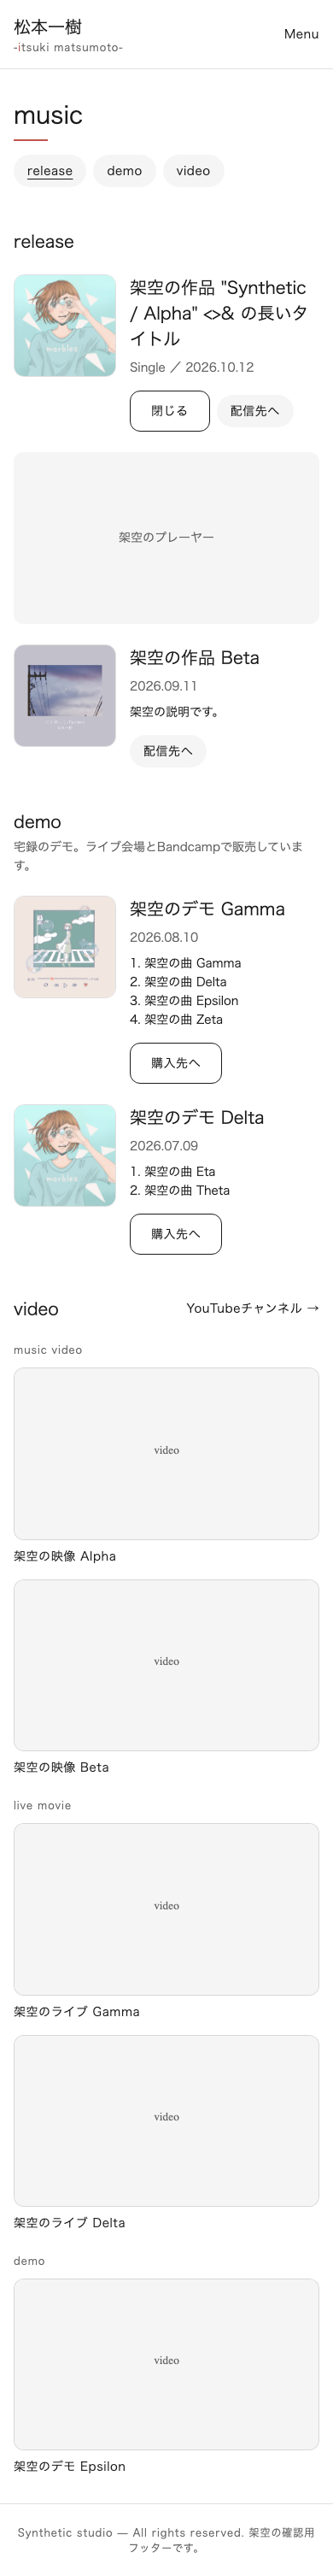 松本一樹
-itsuki matsumoto-
Menu
music
release
demo
video
release
架空の作品 "Synthetic
/ Alpha" <>& の長いタ
イトル
Single ／ 2026.10.12
閉じる
配信先へ
架空のプレーヤー
架空の作品 Beta
2026.09.11
架空の説明です。
配信先へ
demo
宅録のデモ。ライブ会場とBandcampで販売していま
す。
架空のデモ Gamma
2026.08.10
1. 架空の曲 Gamma
2. 架空の曲 Delta
3. 架空の曲 Epsilon
4. 架空の曲 Zeta
購入先へ
架空のデモ Delta
2026.07.09
1. 架空の曲 Eta
2. 架空の曲 Theta
購入先へ
video
YouTubeチャンネル →
music video
video
架空の映像 Alpha
video
架空の映像 Beta
live movie
video
架空のライブ Gamma
video
架空のライブ Delta
demo
video
架空のデモ Epsilon
Synthetic studio — All rights reserved. 架空の確認用
フッターです。